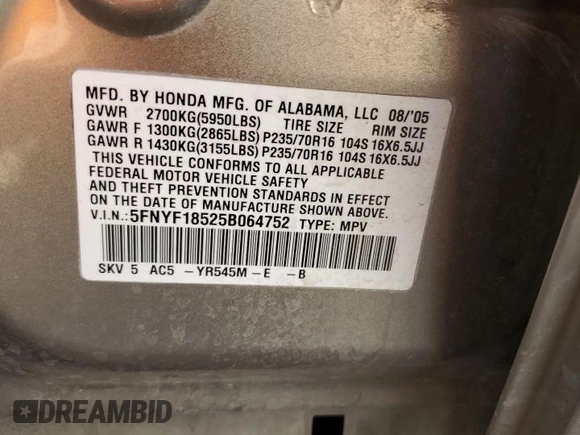 MFD. BY HONDA MFG. OF ALABAMA, LLC 08/'05
GVWR 2700KG(5950LBS) TIRE SIZE RIM SIZE
GAWR F 1300KG(2865LBS) P235/70R16 104S 16X6.5JJ
GAWR R 1430KG(3155LBS) P235/70R16 104S 16X6.5JJ
THIS VEHICLE CONFORMS TO ALL APPLICABLE
FEDERAL MOTOR VEHICLE SAFETY
AND THEFT PREVENTION STANDARDS IN EFFECT
ON THE DATE OF MANUFACTURE SHOWN ABOVE.
V.I.N.: 5FNYF18525B064752 TYPE: MPV
SKV 5 AC5 -YR545M-E -B
DREAMBID